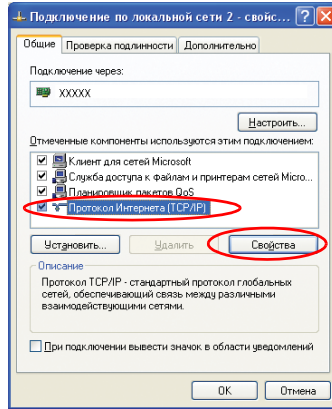 Подключение по локальной сети 2 - свойс...
Общие Проверка подлинности Дополнительно
Подключение через:
XXXXX
Настроить...
Отмеченные компоненты используются этим подключением:
Клиент для сетей Microsoft
Служба доступа к файлам и принтерам сетей Micro...
Планировщик пакетов QoS
Протокол Интернета (TCP/IP)
Установить... Удалить Свойства
Описание
Протокол TCP/IP - стандартный протокол глобальных
сетей, обеспечивающий связь между различными
взаимодействующими сетями.
При подключении вывести значок в области уведомлений
OK Отмена